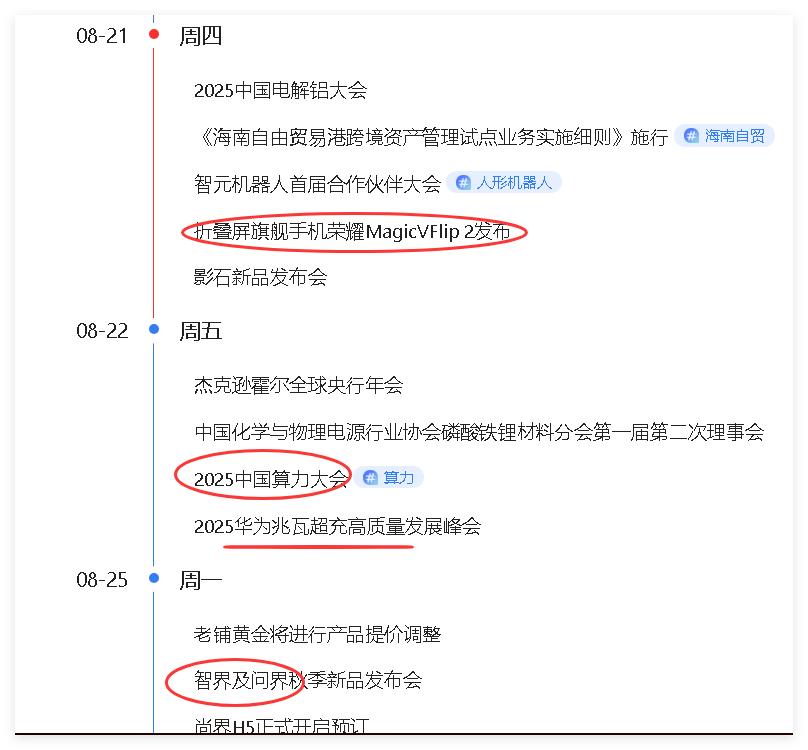 08-21 周四
2025中国电解铝大会
《海南自由贸易港跨境资产管理试点业务实施细则》施行 # 海南自贸
智元机器人首届合作伙伴大会 # 人形机器人
折叠屏旗舰手机荣耀MagicVFlip 2发布
影石新品发布会
08-22 周五
杰克逊霍尔全球央行年会
中国化学与物理电源行业协会磷酸铁锂材料分会第一届第二次理事会
2025中国算力大会 # 算力
2025华为兆瓦超充高质量发展峰会
08-25 周一
老铺黄金将进行产品提价调整
智界及问界秋季新品发布会
尚界H5正式开启预订